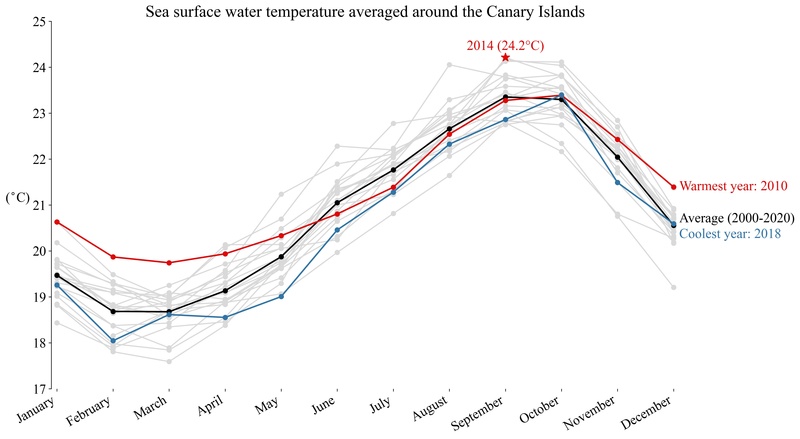 Sea surface water temperature averaged around the Canary Islands
25
24
23
22
21
20
19
18
17
(°C)
2014 (24.2°C)
Warmest year: 2010
Average (2000-2020)
Coolest year: 2018
January
February
March
April
May
June
July
August
September
October
November
December